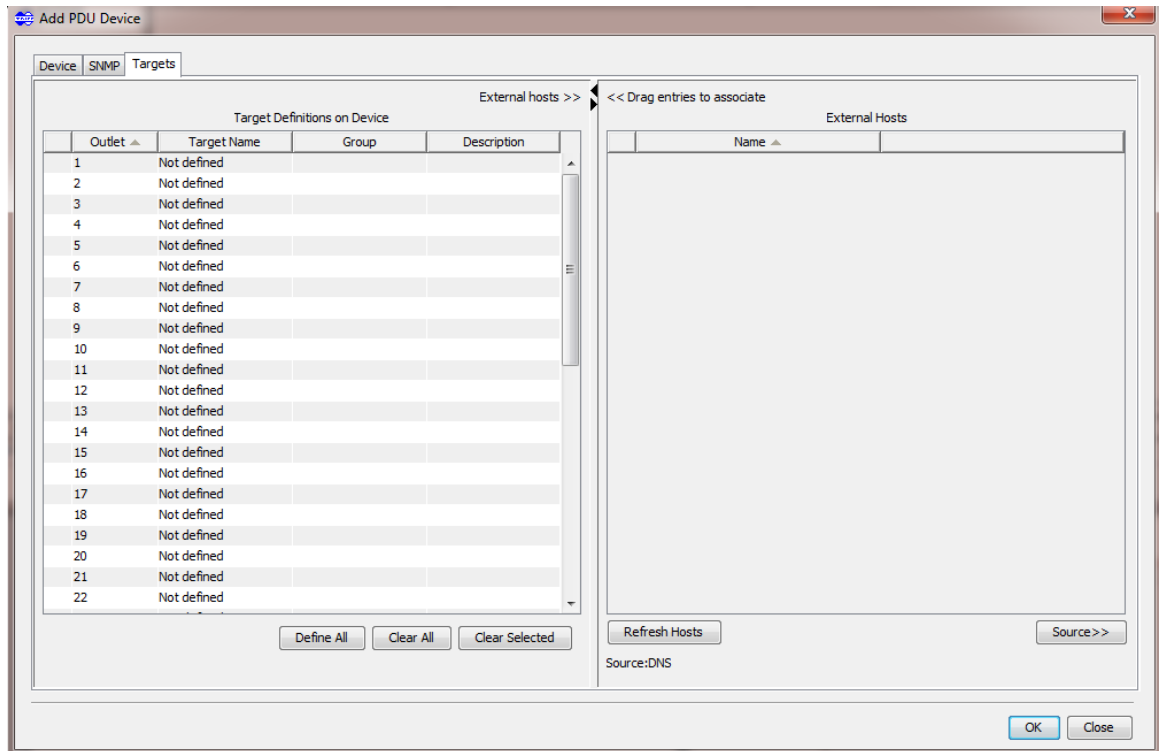 Add PDU Device
Device SNMP Targets
External hosts >> << Drag entries to associate
Target Definitions on Device External Hosts
Outlet Target Name Group Description Name
1 Not defined
2 Not defined
3 Not defined
4 Not defined
5 Not defined
6 Not defined
7 Not defined
8 Not defined
9 Not defined
10 Not defined
11 Not defined
12 Not defined
13 Not defined
14 Not defined
15 Not defined
16 Not defined
17 Not defined
18 Not defined
19 Not defined
20 Not defined
21 Not defined
22 Not defined
Define All Clear All Clear Selected Refresh Hosts Source>>
Source:DNS
OK Close